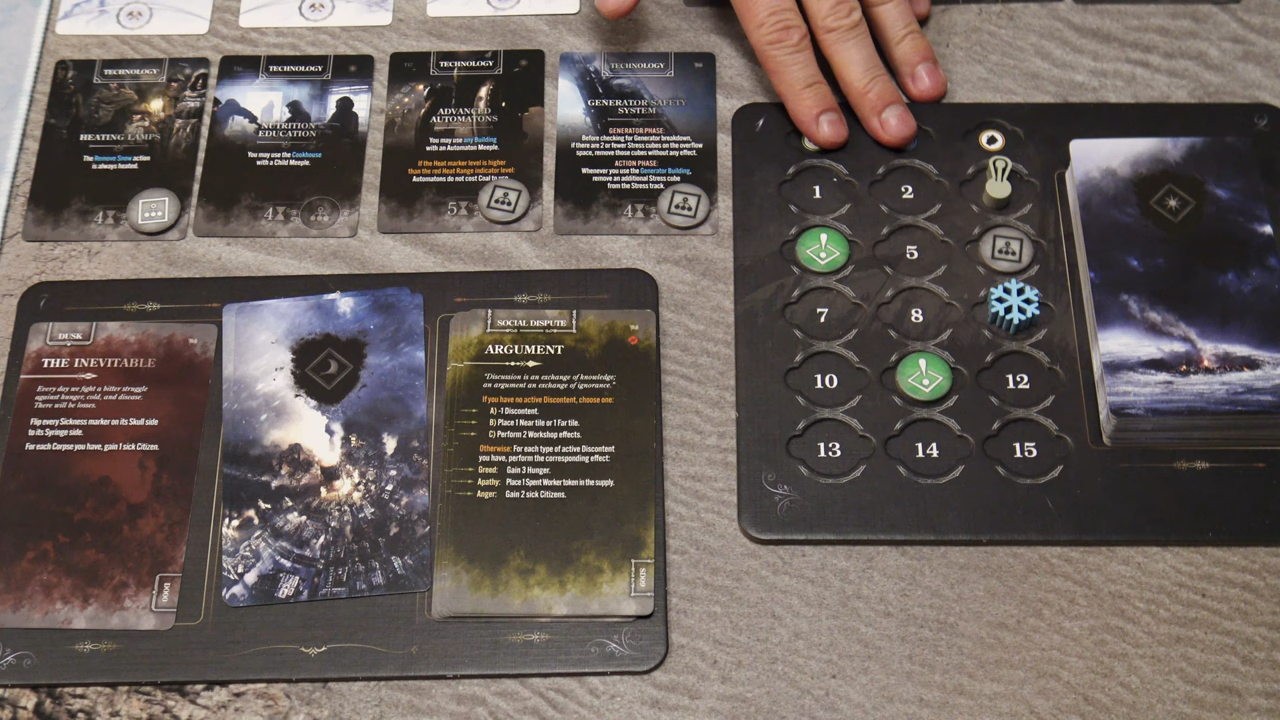 TECHNOLOGY
HEATING LAMPS
The Remove Snow action
is always heated.
4
TECHNOLOGY
NUTRITION
EDUCATION
You may use the Cookhouse
with a Child Meeple.
4
TECHNOLOGY
ADVANCED
AUTOMATONS
You may use any Building
with an Automaton Meeple.
If the Heat marker level is higher
than the red Heat Range indicator level:
Automatons do not cost Coal to use.
5
TECHNOLOGY
GENERATOR SAFETY
SYSTEM
GENERATOR PHASE:
Before checking for Generator breakdown,
if there are 2 or fewer Stress cubes on the overflow
space, remove those cubes without any effect.
ACTION PHASE:
Whenever you use the Generator Building,
remove an additional Stress cube
from the Stress track.
4
DUSK
THE INEVITABLE
Every day we fight a bitter struggle
against hunger, cold, and disease.
There will be losses.
Flip every Sickness marker on its Skull side
to its Syringe side.
For each Corpse you have, gain 1 sick Citizen.
SOCIAL DISPUTE
ARGUMENT
"Discussion is an exchange of knowledge;
an argument an exchange of ignorance."
If you have no active Discontent, choose one:
A) -1 Discontent.
B) Place 1 Near tile or 1 Far tile.
C) Perform 2 Workshop effects.
Otherwise: For each type of active Discontent
you have, perform the corresponding effect:
Greed: Gain 3 Hunger.
Apathy: Place 1 Spent Worker token in the supply.
Anger: Gain 2 sick Citizens.
SD09
1 2
5
7 8
10 12
13 14 15